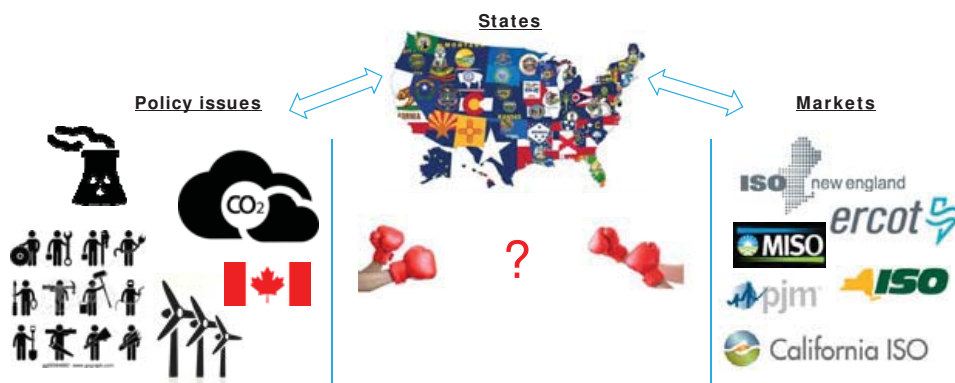 States
Policy issues
Markets
CO2
?
ISO new england
ercot
MISO
pjm
ISO
California ISO